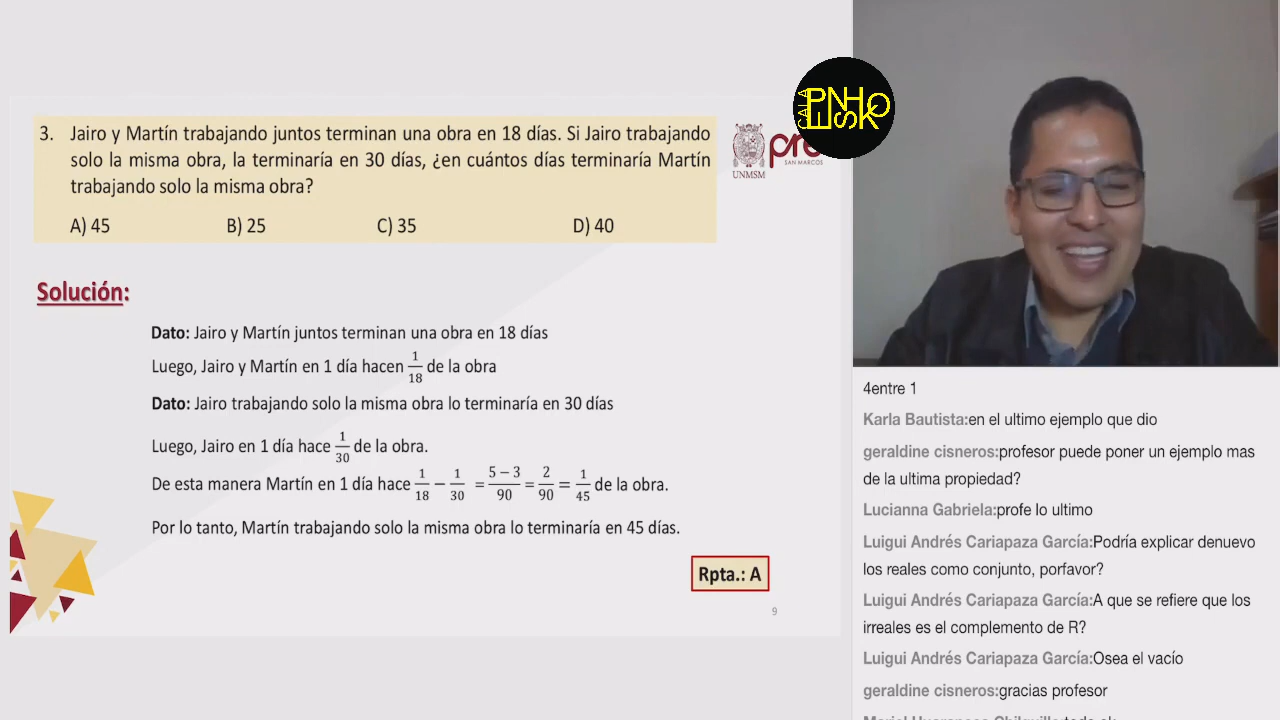 3. Jairo y Martín trabajando juntos terminan una obra en 18 días. Si Jairo trabajando
solo la misma obra, la terminaría en 30 días, ¿en cuántos días terminaría Martín
trabajando solo la misma obra?
A) 45 B) 25 C) 35 D) 40
UNMSM
SAN MARCOS
Solución:
Dato: Jairo y Martín juntos terminan una obra en 18 días
Luego, Jairo y Martín en 1 día hacen 1/18 de la obra
Dato: Jairo trabajando solo la misma obra lo terminaría en 30 días
Luego, Jairo en 1 día hace 1/30 de la obra.
De esta manera Martín en 1 día hace 1/18 − 1/30 = 5 − 3/90 = 2/90 = 1/45 de la obra.
Por lo tanto, Martín trabajando solo la misma obra lo terminaría en 45 días.
Rpta.: A
9
4entre 1
Karla Bautista:en el ultimo ejemplo que dio
geraldine cisneros:profesor puede poner un ejemplo mas
de la ultima propiedad?
Lucianna Gabriela:profe lo ultimo
Luigui Andrés Cariapaza García:Podría explicar denuevo
los reales como conjunto, porfavor?
Luigui Andrés Cariapaza García:A que se refiere que los
irreales es el complemento de R?
Luigui Andrés Cariapaza García:Osea el vacío
geraldine cisneros:gracias profesor